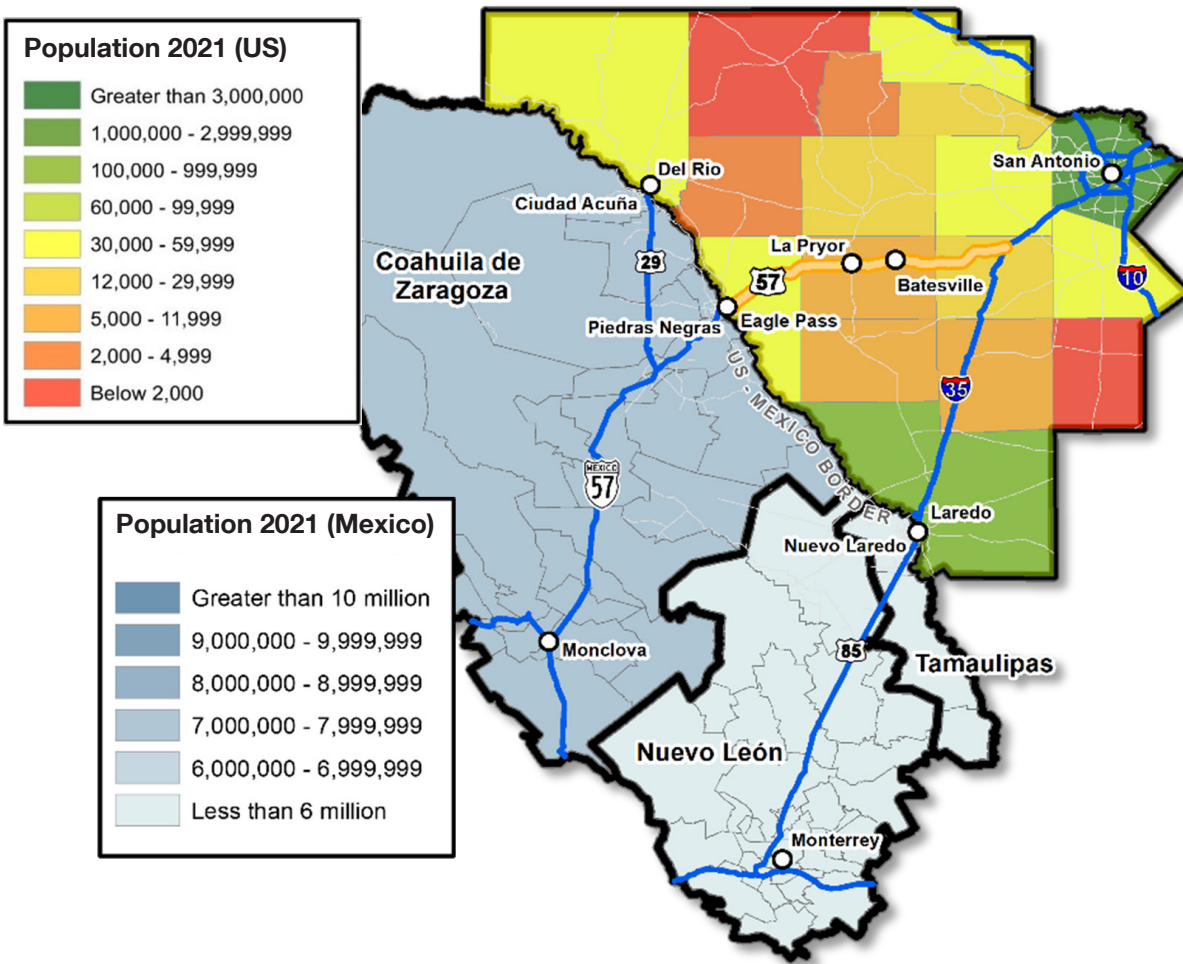 Population 2021 (US)
Greater than 3,000,000
1,000,000 - 2,999,999
100,000 - 999,999
60,000 - 99,999
30,000 - 59,999
12,000 - 29,999
5,000 - 11,999
2,000 - 4,999
Below 2,000
San Antonio
Del Rio
Ciudad Acuña
La Pryor
29
Coahuila de
Zaragoza
57
Batesville
10
Piedras Negras
Eagle Pass
US - MEXICO BORDER
35
MEXICO
57
Laredo
Nuevo Laredo
Monclova
85
Tamaulipas
Nuevo León
Monterrey
Population 2021 (Mexico)
Greater than 10 million
9,000,000 - 9,999,999
8,000,000 - 8,999,999
7,000,000 - 7,999,999
6,000,000 - 6,999,999
Less than 6 million